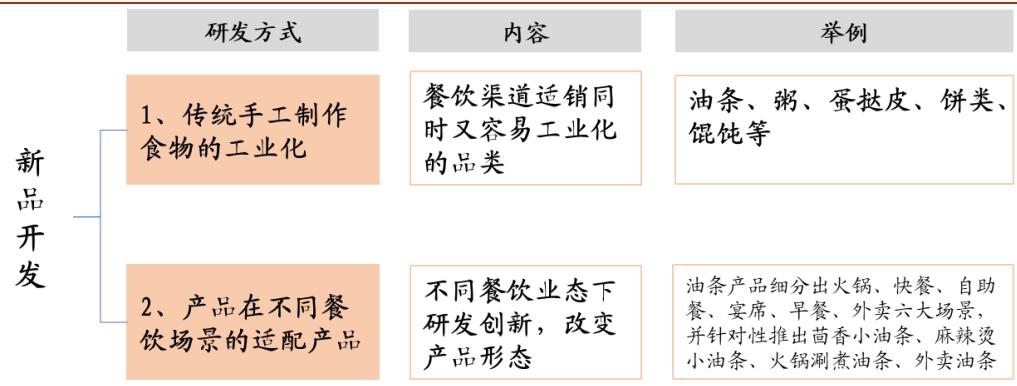 研发方式
内容
举例
新品开发
1、传统手工制作
食物的工业化
餐饮渠道适销同
时又容易工业化
的品类
油条、粥、蛋挞皮、饼类、
馄饨等
2、产品在不同餐
饮场景的适配产品
不同餐饮业态下
研发创新，改变
产品形态
油条产品细分出火锅、快餐、自助
餐、宴席、早餐、外卖六大场景，
并针对性推出茴香小油条、麻辣烫
小油条、火锅涮煮油条、外卖油条